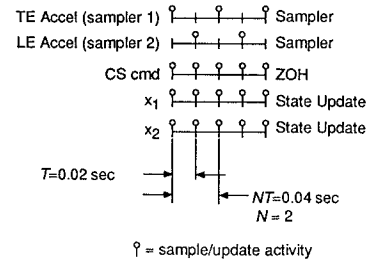 TE Accel (sampler 1) Sampler
LE Accel (sampler 2) Sampler
CS cmd ZOH
x1 State Update
x2 State Update
T=0.02 sec
NT=0.04 sec
N = 2
= sample/update activity